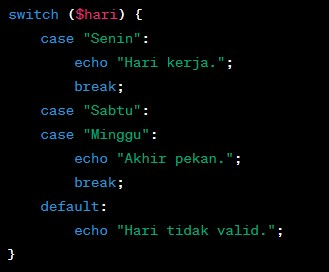 switch ($hari) {
    case "Senin":
        echo "Hari kerja.";
        break;
    case "Sabtu":
    case "Minggu":
        echo "Akhir pekan.";
        break;
    default:
        echo "Hari tidak valid.";
}